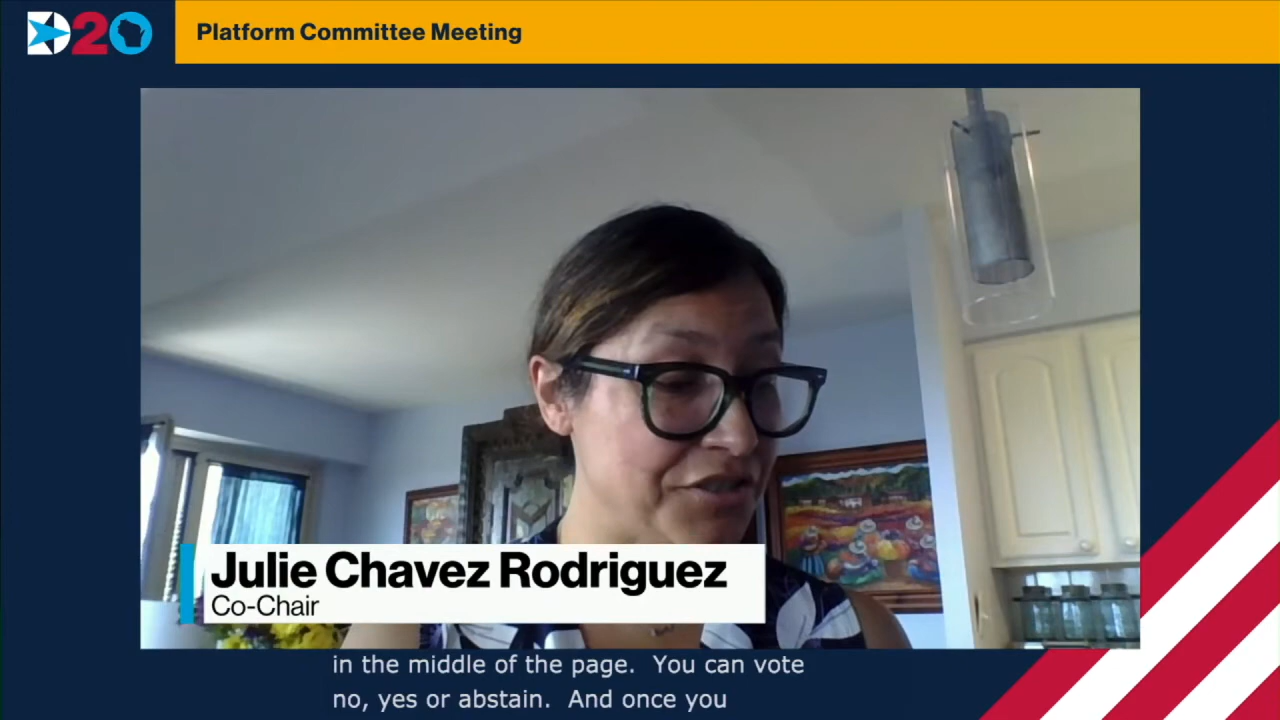 D20
Platform Committee Meeting
Julie Chavez Rodriguez
Co-Chair
in the middle of the page.  You can vote
no, yes or abstain.  And once you